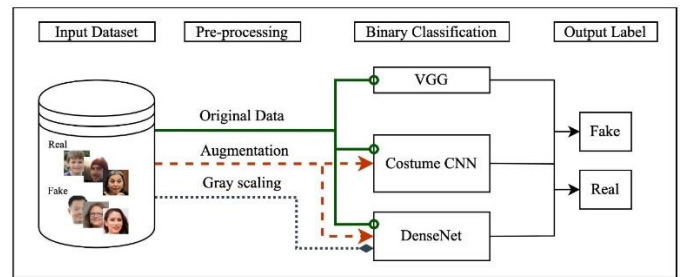 Input Dataset
Pre-processing
Binary Classification
Output Label
Real
Fake
Original Data
Augmentation
Gray scaling
VGG
Costume CNN
DenseNet
Fake
Real